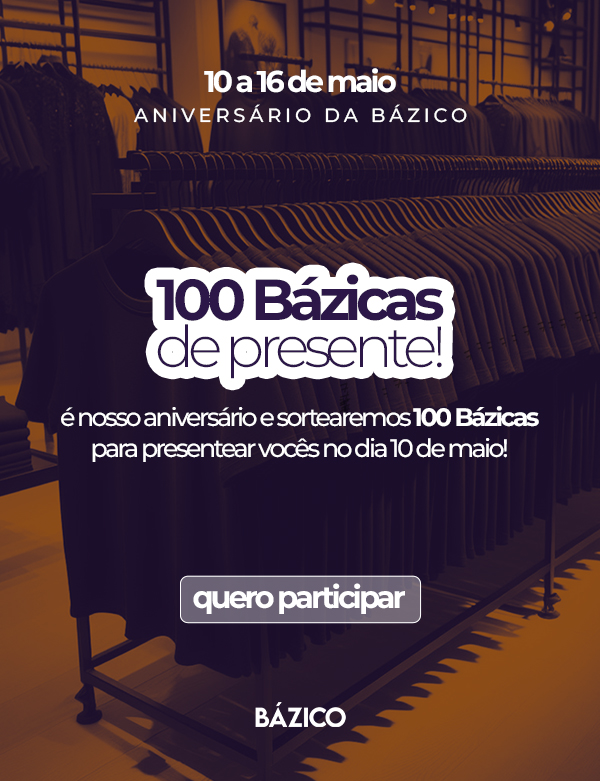 10 a 16 de maio
ANIVERSÁRIO DA BÁZICO
100 Bázicas
de presente!
é nosso aniversário e sortearemos 100 Bázicas
para presentear vocês no dia 10 de maio!
quero participar
BÁZICO